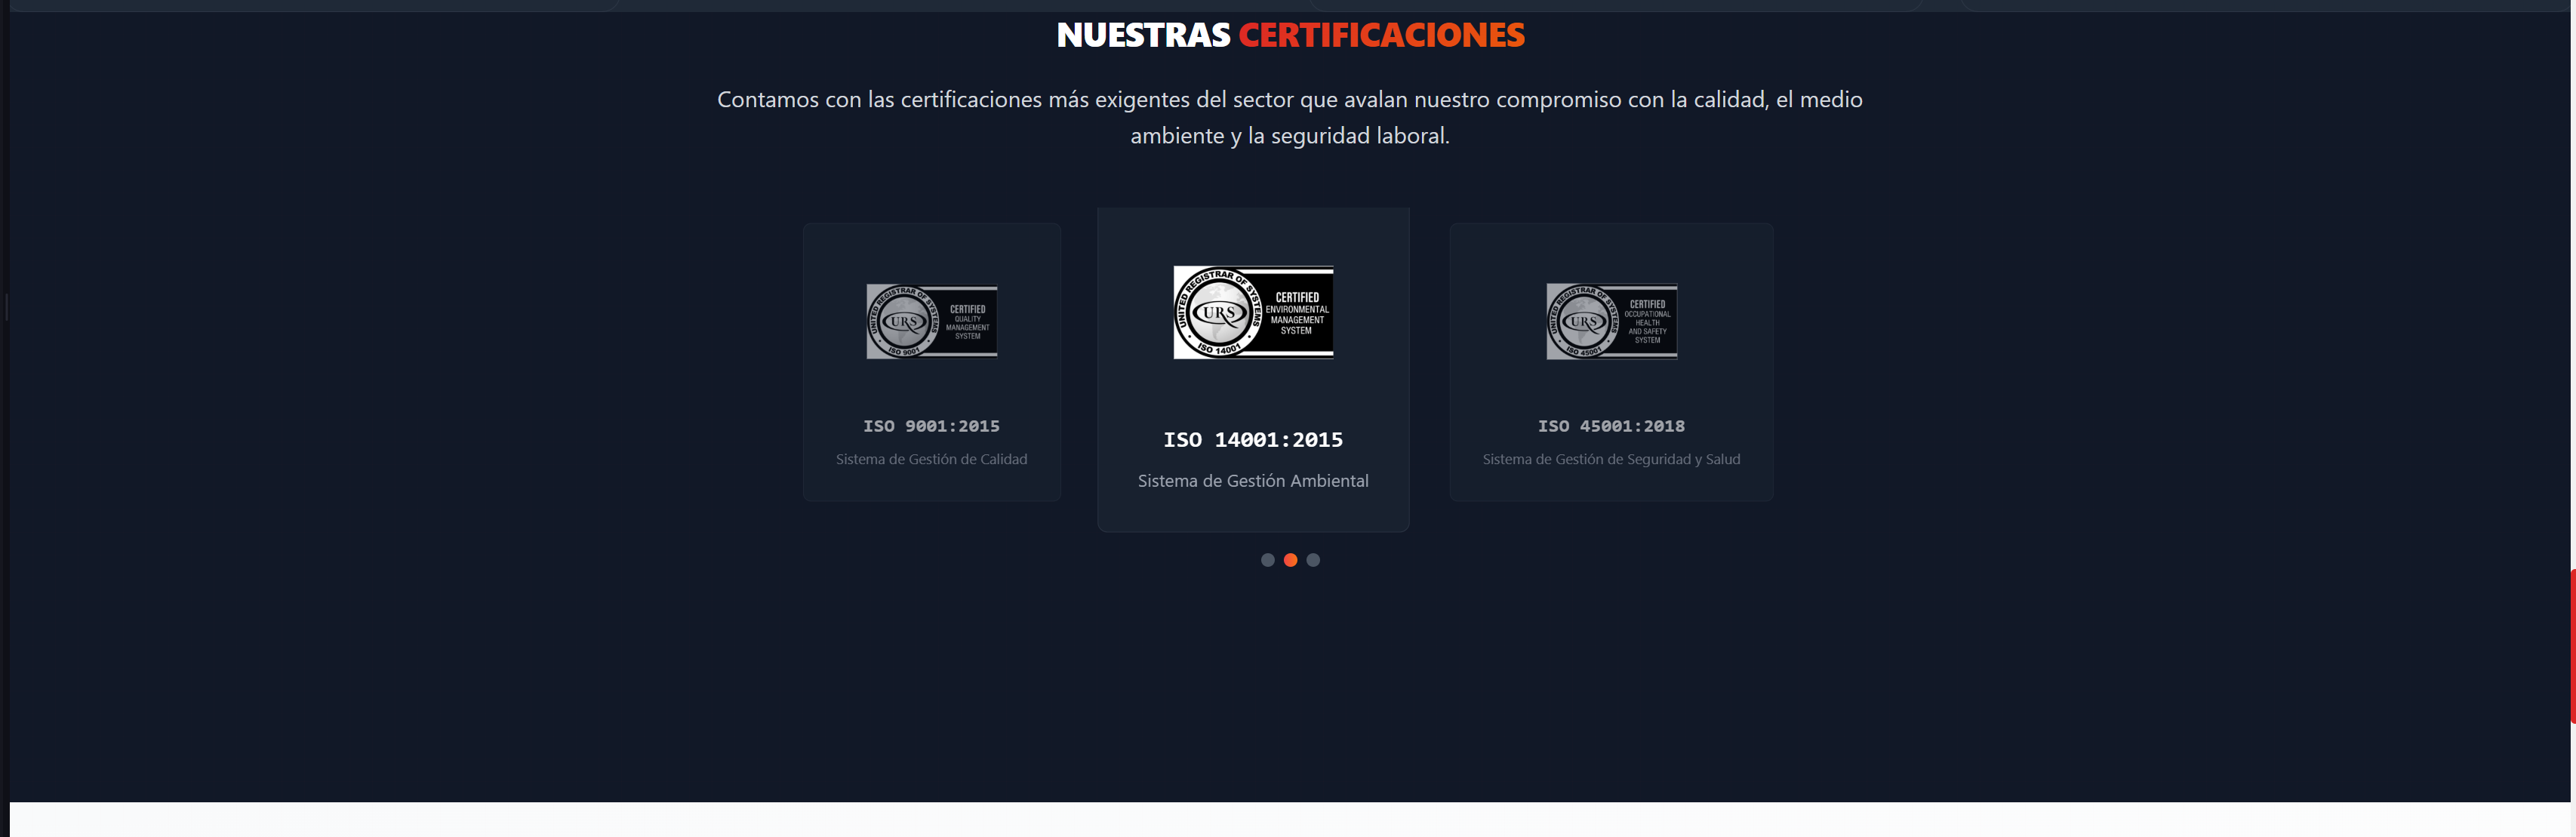 NUESTRAS CERTIFICACIONES
Contamos con las certificaciones más exigentes del sector que avalan nuestro compromiso con la calidad, el medio
ambiente y la seguridad laboral.
UNITED REGISTRAR OF SYSTEMS
URS
ISO 9001
CERTIFIED
QUALITY
MANAGEMENT
SYSTEM
ISO 9001:2015
Sistema de Gestión de Calidad
UNITED REGISTRAR OF SYSTEMS
URS
ISO 14001
CERTIFIED
ENVIRONMENTAL
MANAGEMENT
SYSTEM
ISO 14001:2015
Sistema de Gestión Ambiental
UNITED REGISTRAR OF SYSTEMS
URS
ISO 45001
CERTIFIED
OCCUPATIONAL
HEALTH
AND SAFETY
SYSTEM
ISO 45001:2018
Sistema de Gestión de Seguridad y Salud